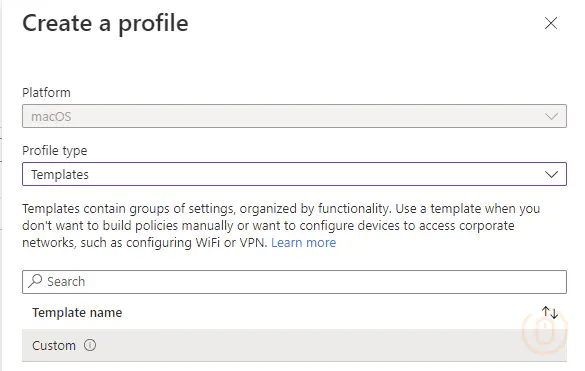 Create a profile
Platform
macOS
Profile type
Templates
Templates contain groups of settings, organized by functionality. Use a template when you
don't want to build policies manually or want to configure devices to access corporate
networks, such as configuring WiFi or VPN. Learn more
Search
Template name
Custom